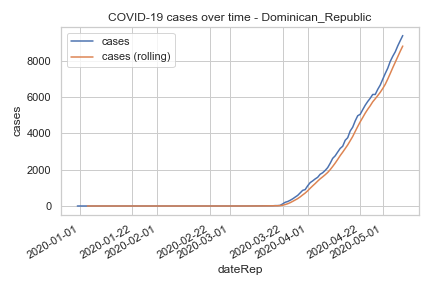 COVID-19 cases over time - Dominican_Republic
cases
cases (rolling)
cases
8000
6000
4000
2000
0
2020-01-01
2020-01-22
2020-02-01
2020-02-22
2020-03-01
2020-03-22
2020-04-01
2020-04-22
2020-05-01
dateRep